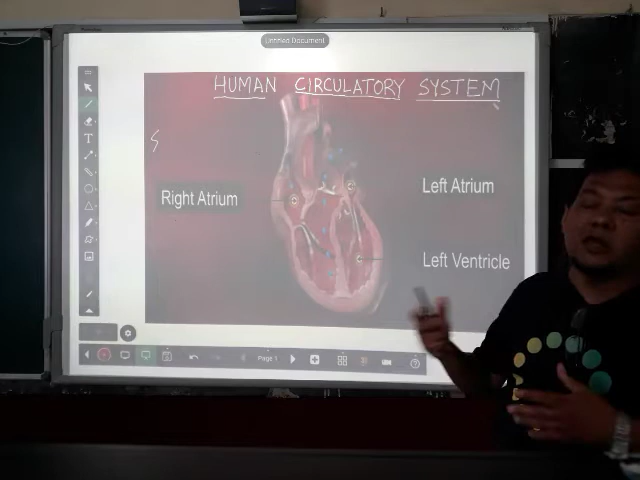 Untitled Document
HUMAN CIRCULATORY SYSTEM
Left Atrium
Right Atrium
Left Ventricle
Page 1